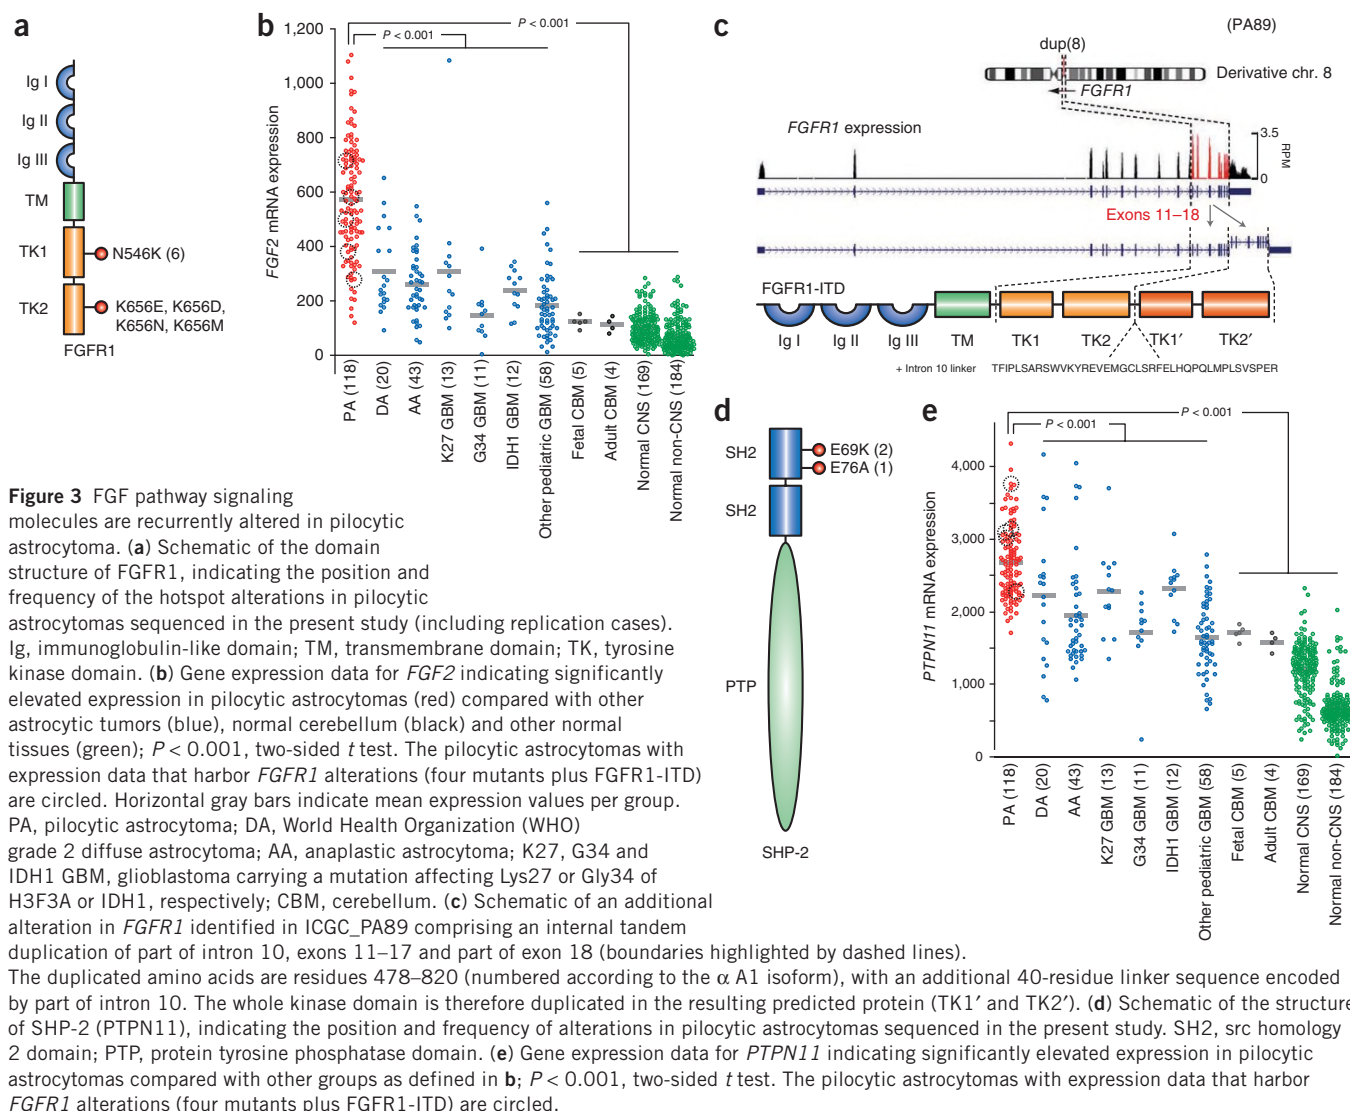 a
Ig I
Ig II
Ig III
TM
TK1
N546K (6)
TK2
K656E, K656D,
K656N, K656M
FGFR1
b
P < 0.001
P < 0.001
FGF2 mRNA expression
1,200
1,000
800
600
400
200
0
PA (118)
DA (20)
AA (43)
K27 GBM (13)
G34 GBM (11)
IDH1 GBM (12)
Other pediatric GBM (58)
Fetal CBM (5)
Adult CBM (4)
Normal CNS (169)
Normal non-CNS (184)
c
(PA89)
dup(8)
Derivative chr. 8
FGFR1
FGFR1 expression
3.5
0
RPM
Exons 11–18
FGFR1-ITD
Ig I
Ig II
Ig III
TM
TK1
TK2
TK1′
TK2′
+ Intron 10 linker
TFIPLSARSWVKYREVEMGCLSRFELHQPQLMPLSVSPER
d
SH2
E69K (2)
E76A (1)
SH2
PTP
SHP-2
e
P < 0.001
P < 0.001
PTPN11 mRNA expression
4,000
3,000
2,000
1,000
0
PA (118)
DA (20)
AA (43)
K27 GBM (13)
G34 GBM (11)
IDH1 GBM (12)
Other pediatric GBM (58)
Fetal CBM (5)
Adult CBM (4)
Normal CNS (169)
Normal non-CNS (184)
Figure 3 FGF pathway signaling
molecules are recurrently altered in pilocytic
astrocytoma. (a) Schematic of the domain
structure of FGFR1, indicating the position and
frequency of the hotspot alterations in pilocytic
astrocytomas sequenced in the present study (including replication cases).
Ig, immunoglobulin-like domain; TM, transmembrane domain; TK, tyrosine
kinase domain. (b) Gene expression data for FGF2 indicating significantly
elevated expression in pilocytic astrocytomas (red) compared with other
astrocytic tumors (blue), normal cerebellum (black) and other normal
tissues (green); P < 0.001, two-sided t test. The pilocytic astrocytomas with
expression data that harbor FGFR1 alterations (four mutants plus FGFR1-ITD)
are circled. Horizontal gray bars indicate mean expression values per group.
PA, pilocytic astrocytoma; DA, World Health Organization (WHO)
grade 2 diffuse astrocytoma; AA, anaplastic astrocytoma; K27, G34 and
IDH1 GBM, glioblastoma carrying a mutation affecting Lys27 or Gly34 of
H3F3A or IDH1, respectively; CBM, cerebellum. (c) Schematic of an additional
alteration in FGFR1 identified in ICGC_PA89 comprising an internal tandem
duplication of part of intron 10, exons 11–17 and part of exon 18 (boundaries highlighted by dashed lines).
The duplicated amino acids are residues 478–820 (numbered according to the α A1 isoform), with an additional 40-residue linker sequence encoded
by part of intron 10. The whole kinase domain is therefore duplicated in the resulting predicted protein (TK1′ and TK2′). (d) Schematic of the structure
of SHP-2 (PTPN11), indicating the position and frequency of alterations in pilocytic astrocytomas sequenced in the present study. SH2, src homology
2 domain; PTP, protein tyrosine phosphatase domain. (e) Gene expression data for PTPN11 indicating significantly elevated expression in pilocytic
astrocytomas compared with other groups as defined in b; P < 0.001, two-sided t test. The pilocytic astrocytomas with expression data that harbor
FGFR1 alterations (four mutants plus FGFR1-ITD) are circled.